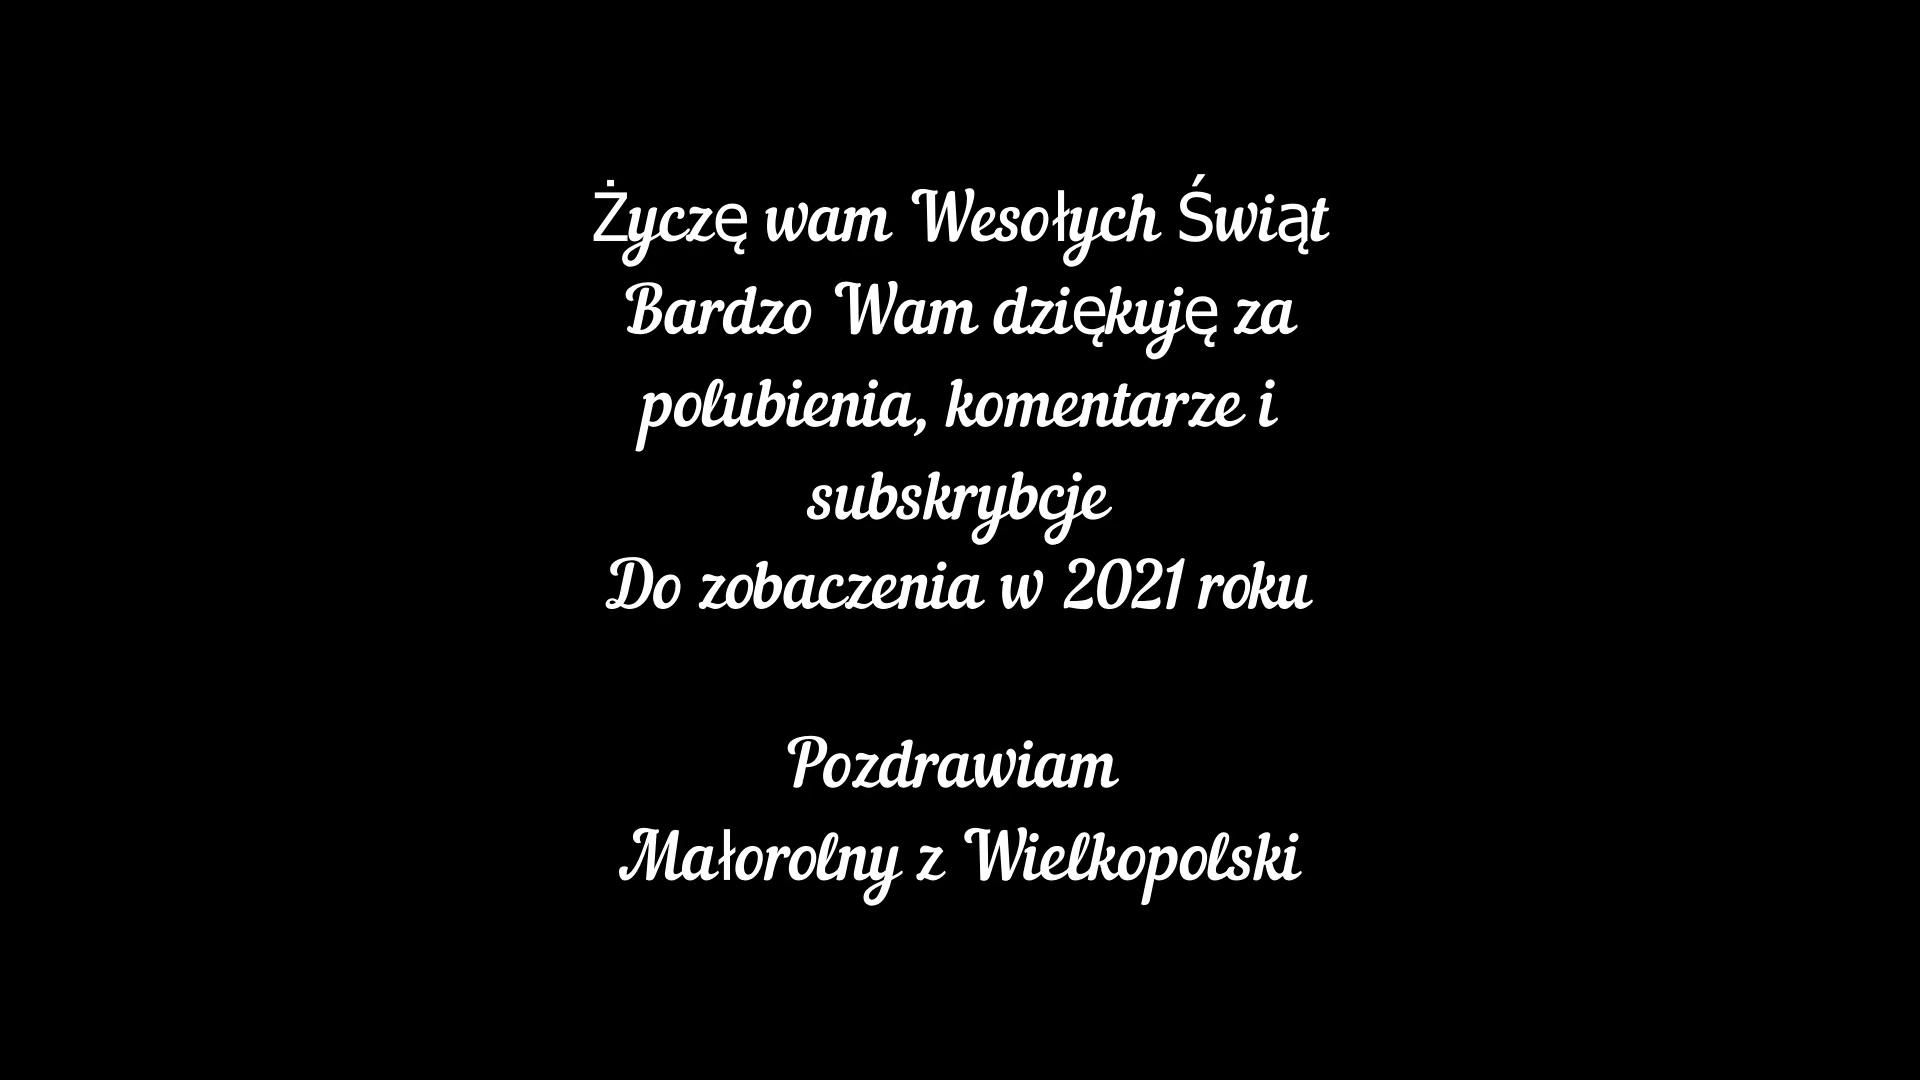 Życzę wam Wesołych Świąt
Bardzo Wam dziękuję za
polubienia, komentarze i
subskrybcje
Do zobaczenia w 2021 roku
Pozdrawiam
Małorolny z Wielkopolski